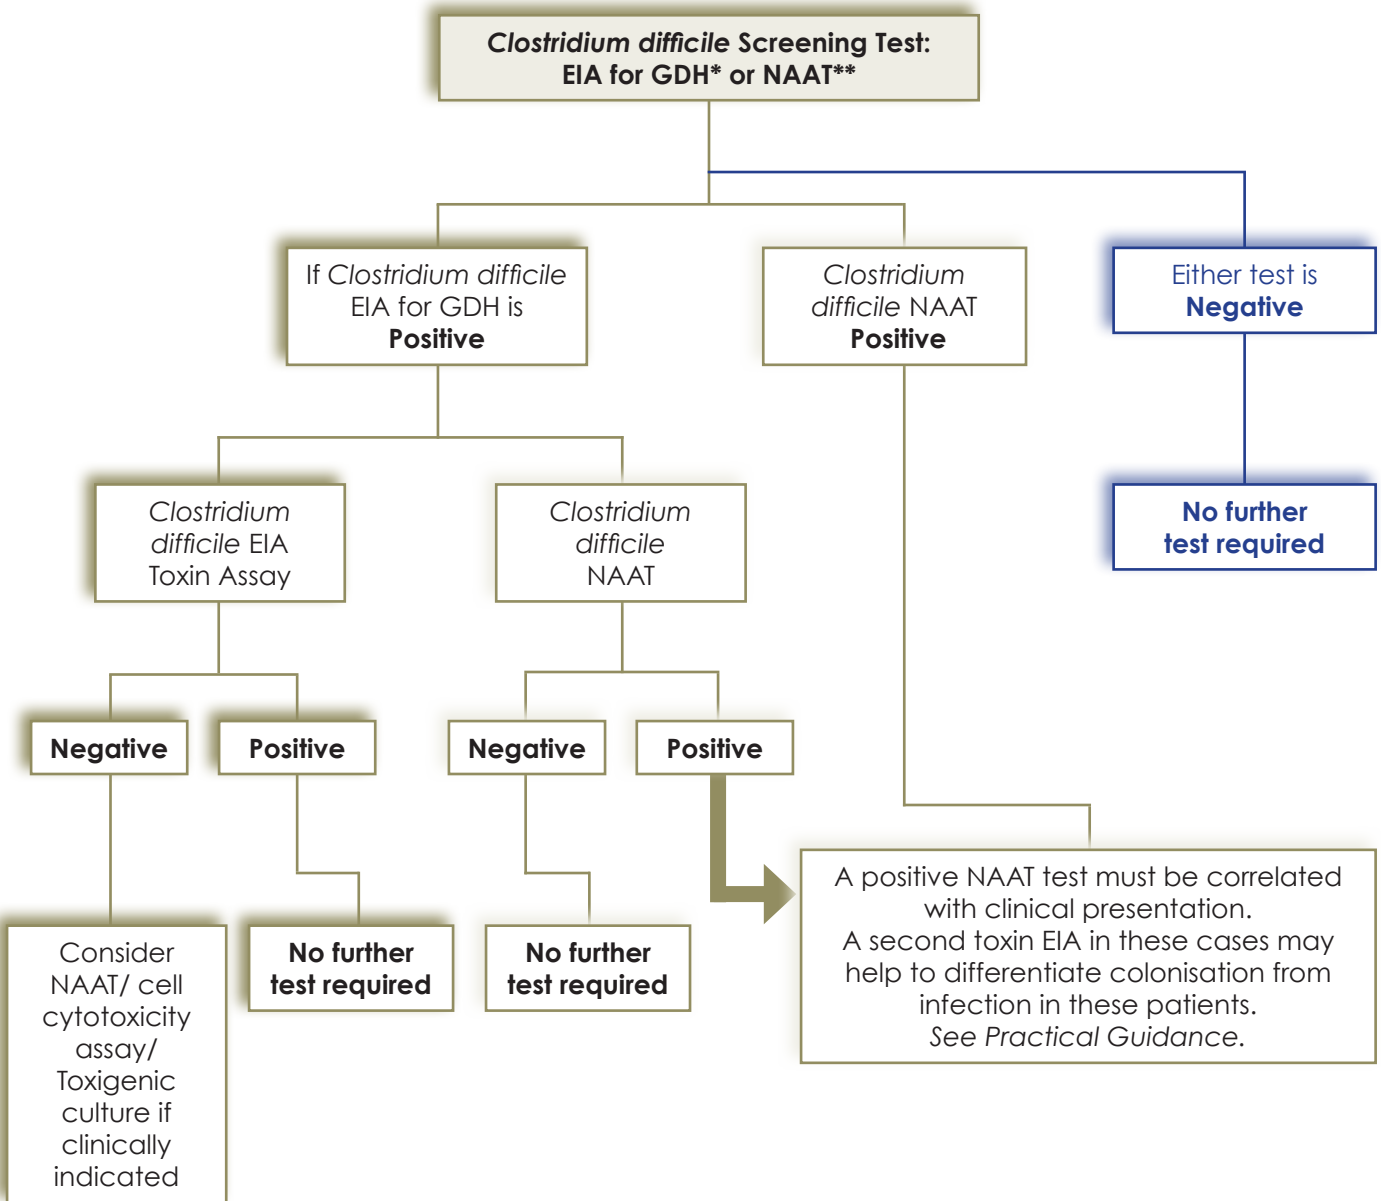 Clostridium difficile Screening Test:
EIA for GDH* or NAAT**
If Clostridium difficile
EIA for GDH is
Positive
Clostridium
difficile NAAT
Positive
Either test is
Negative
Clostridium
difficile EIA
Toxin Assay
Clostridium
difficile
NAAT
No further
test required
Negative
Positive
Negative
Positive
Consider
NAAT/ cell
cytotoxicity
assay/
Toxigenic
culture if
clinically
indicated
No further
test required
No further
test required
A positive NAAT test must be correlated
with clinical presentation.
A second toxin EIA in these cases may
help to differentiate colonisation from
infection in these patients.
See Practical Guidance.